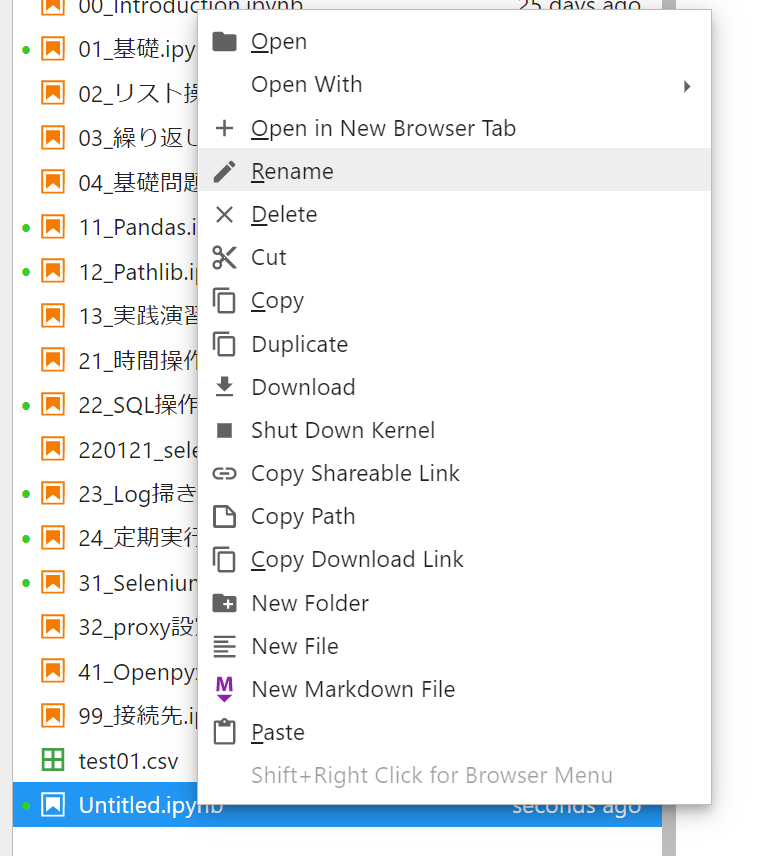 00_Introduction.ipynb 25 days ago
01_基礎.ipy
02_リスト操
03_繰り返し
04_基礎問題
11_Pandas.i
12_Pathlib.ip
13_実践演習
21_時間操作
22_SQL操作
220121_sele
23_Log掃き
24_定期実行
31_Selenium
32_proxy設定
41_Openpyx
99_接続先.ip
test01.csv
Untitled.ipynb seconds ago
Open
Open With
Open in New Browser Tab
Rename
Delete
Cut
Copy
Duplicate
Download
Shut Down Kernel
Copy Shareable Link
Copy Path
Copy Download Link
New Folder
New File
New Markdown File
Paste
Shift+Right Click for Browser Menu